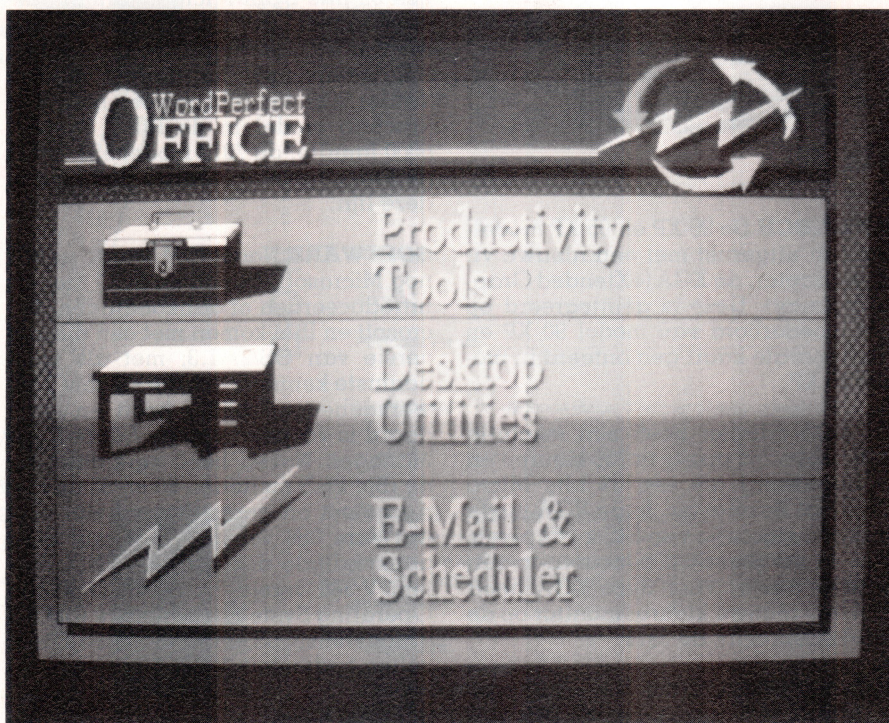 WordPerfect
OFFICE
Productivity
Tools
Desktop
Utilities
E-Mail &
Scheduler